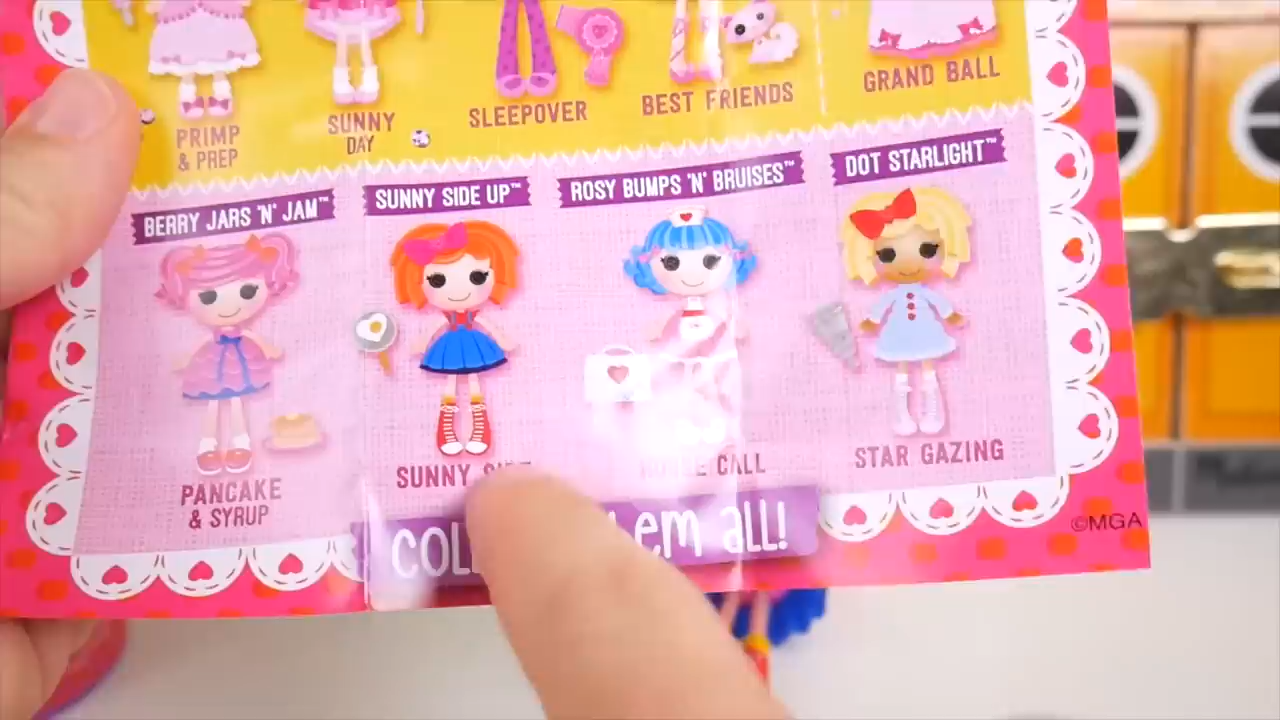 PRIMP
& PREP
SUNNY
DAY
SLEEPOVER
BEST FRIENDS
GRAND BALL
BERRY JARS 'N' JAM™
SUNNY SIDE UP™
ROSY BUMPS 'N' BRUISES™
DOT STARLIGHT™
PANCAKE
& SYRUP
SUNNY
CALL
STAR GAZING
em all!
©MGA